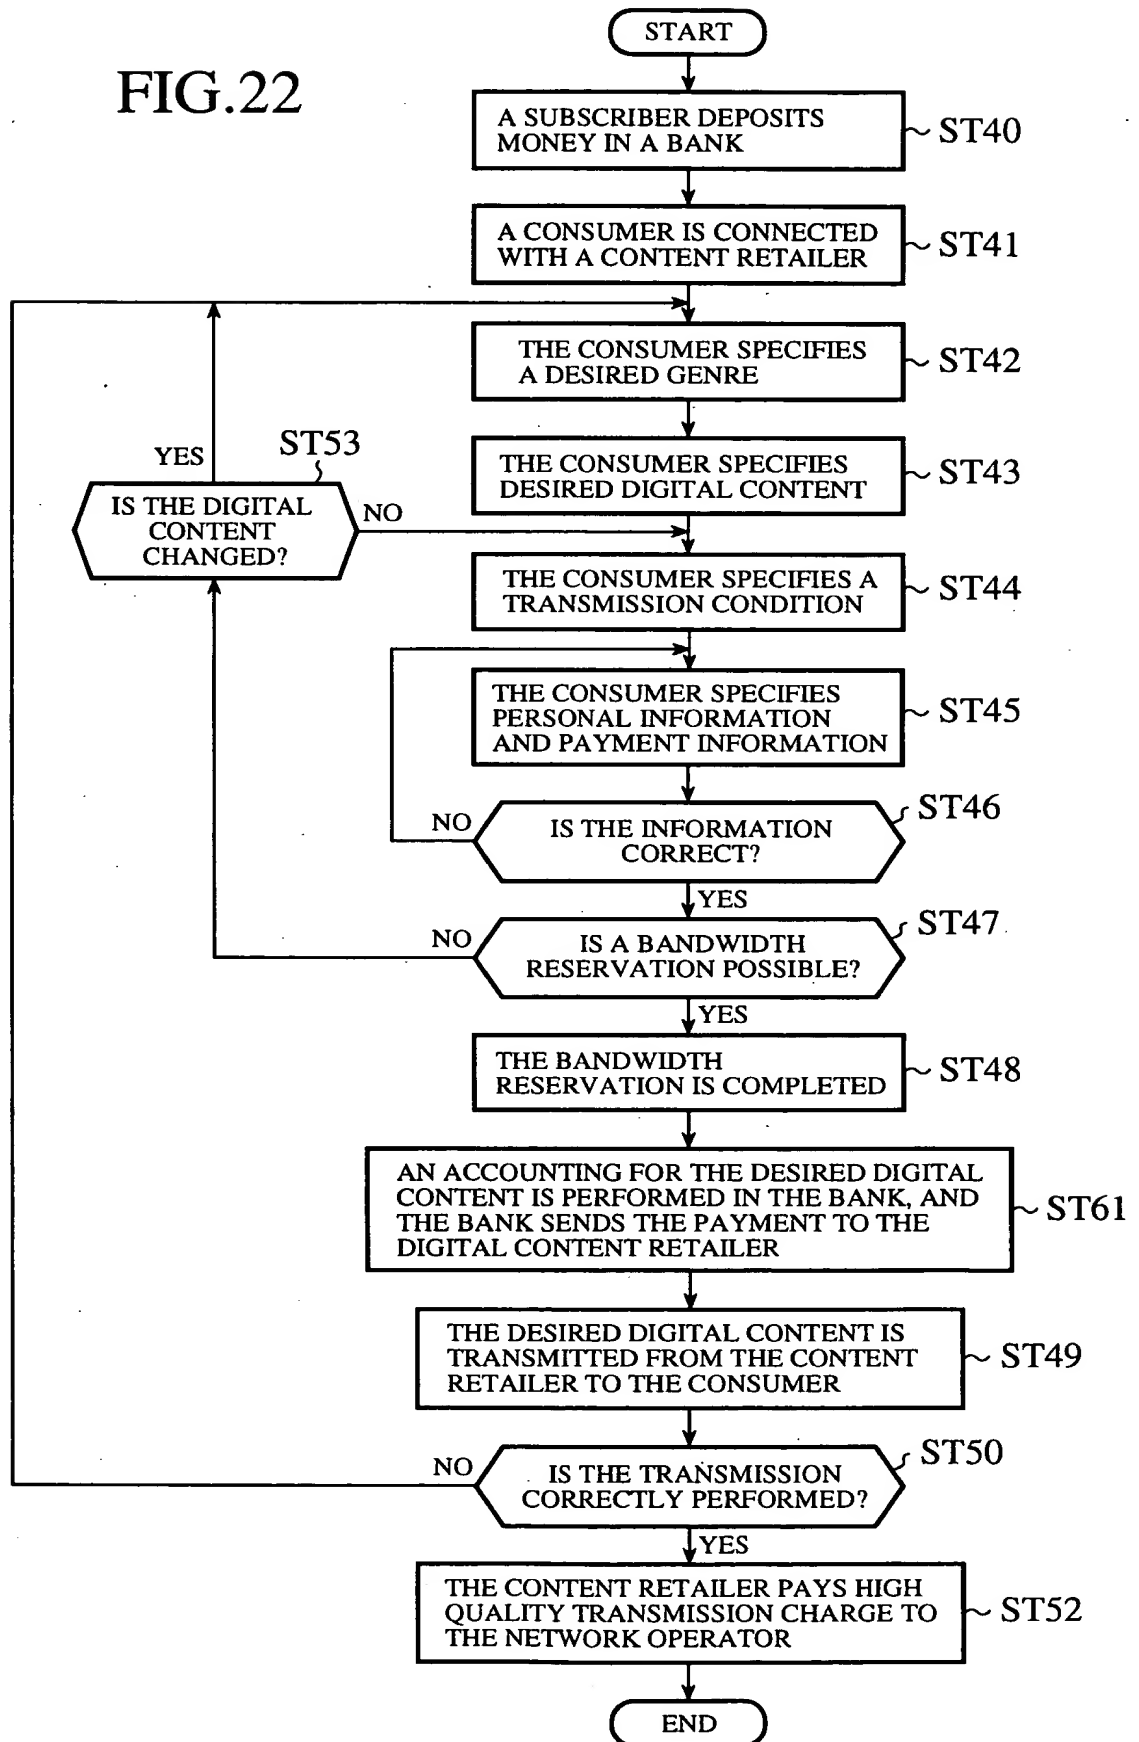 FIG.22
START
A SUBSCRIBER DEPOSITS
MONEY IN A BANK
ST40
A CONSUMER IS CONNECTED
WITH A CONTENT RETAILER
ST41
THE CONSUMER SPECIFIES
A DESIRED GENRE
ST42
THE CONSUMER SPECIFIES
DESIRED DIGITAL CONTENT
ST43
YES
ST53
IS THE DIGITAL
CONTENT
CHANGED?
NO
THE CONSUMER SPECIFIES A
TRANSMISSION CONDITION
ST44
THE CONSUMER SPECIFIES
PERSONAL INFORMATION
AND PAYMENT INFORMATION
ST45
NO
IS THE INFORMATION
CORRECT?
ST46
YES
NO
IS A BANDWIDTH
RESERVATION POSSIBLE?
ST47
YES
THE BANDWIDTH
RESERVATION IS COMPLETED
ST48
AN ACCOUNTING FOR THE DESIRED DIGITAL
CONTENT IS PERFORMED IN THE BANK, AND
THE BANK SENDS THE PAYMENT TO THE
DIGITAL CONTENT RETAILER
ST61
THE DESIRED DIGITAL CONTENT IS
TRANSMITTED FROM THE CONTENT
RETAILER TO THE CONSUMER
ST49
NO
IS THE TRANSMISSION
CORRECTLY PERFORMED?
ST50
YES
THE CONTENT RETAILER PAYS HIGH
QUALITY TRANSMISSION CHARGE TO
THE NETWORK OPERATOR
ST52
END